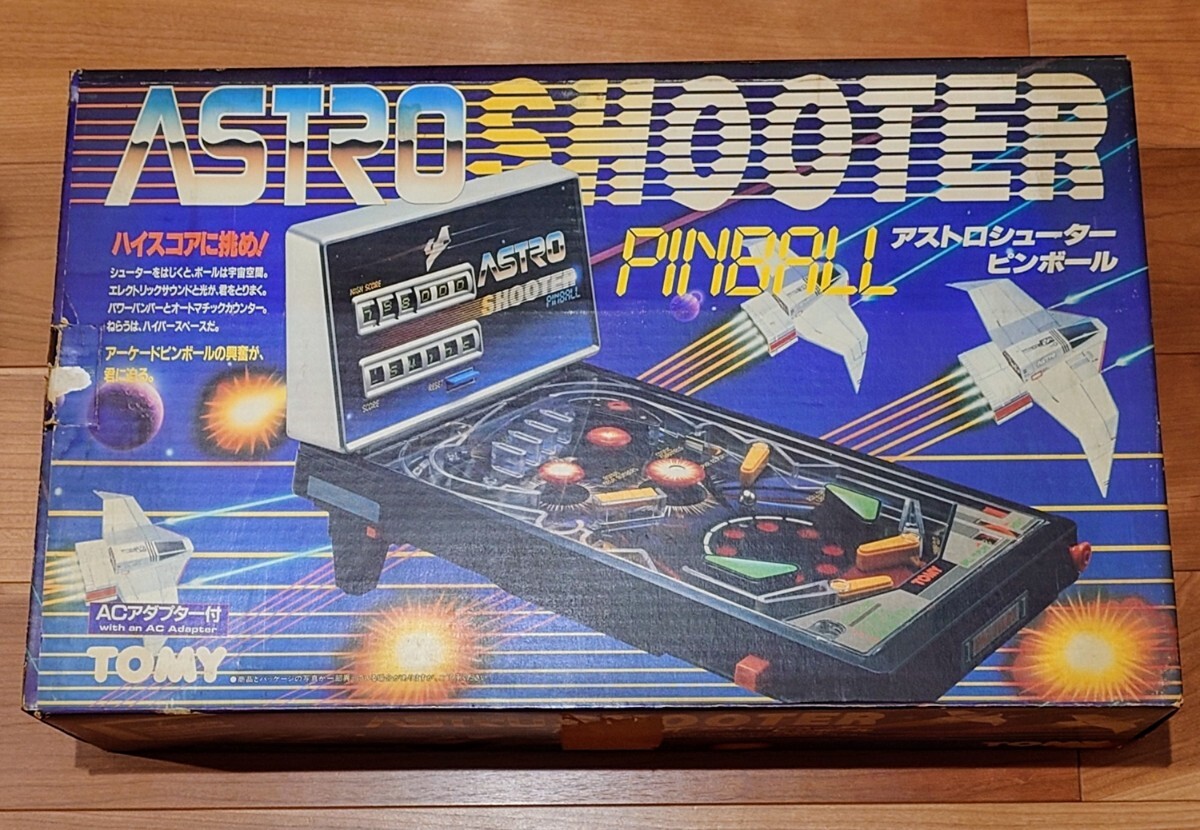 ASTRO SHOOTER
PINBALL
アストロシューター
ピンボール
ハイスコアに挑め!
シューターをはじくと、ボールは宇宙空間。
エレクトリックサウンドと光が、君をとりまく。
パワーバンパーとオートマチックカウンター。
ねらうは、ハイパースペースだ。
アーケードピンボールの興奮が、
君に迫る。
HIGH SCORE
ASTRO
SHOOTER
PINBALL
RESET
SCORE
TOMY
ACアダプター付
with an AC Adapter
TOMY
SHOOTER
TOMY